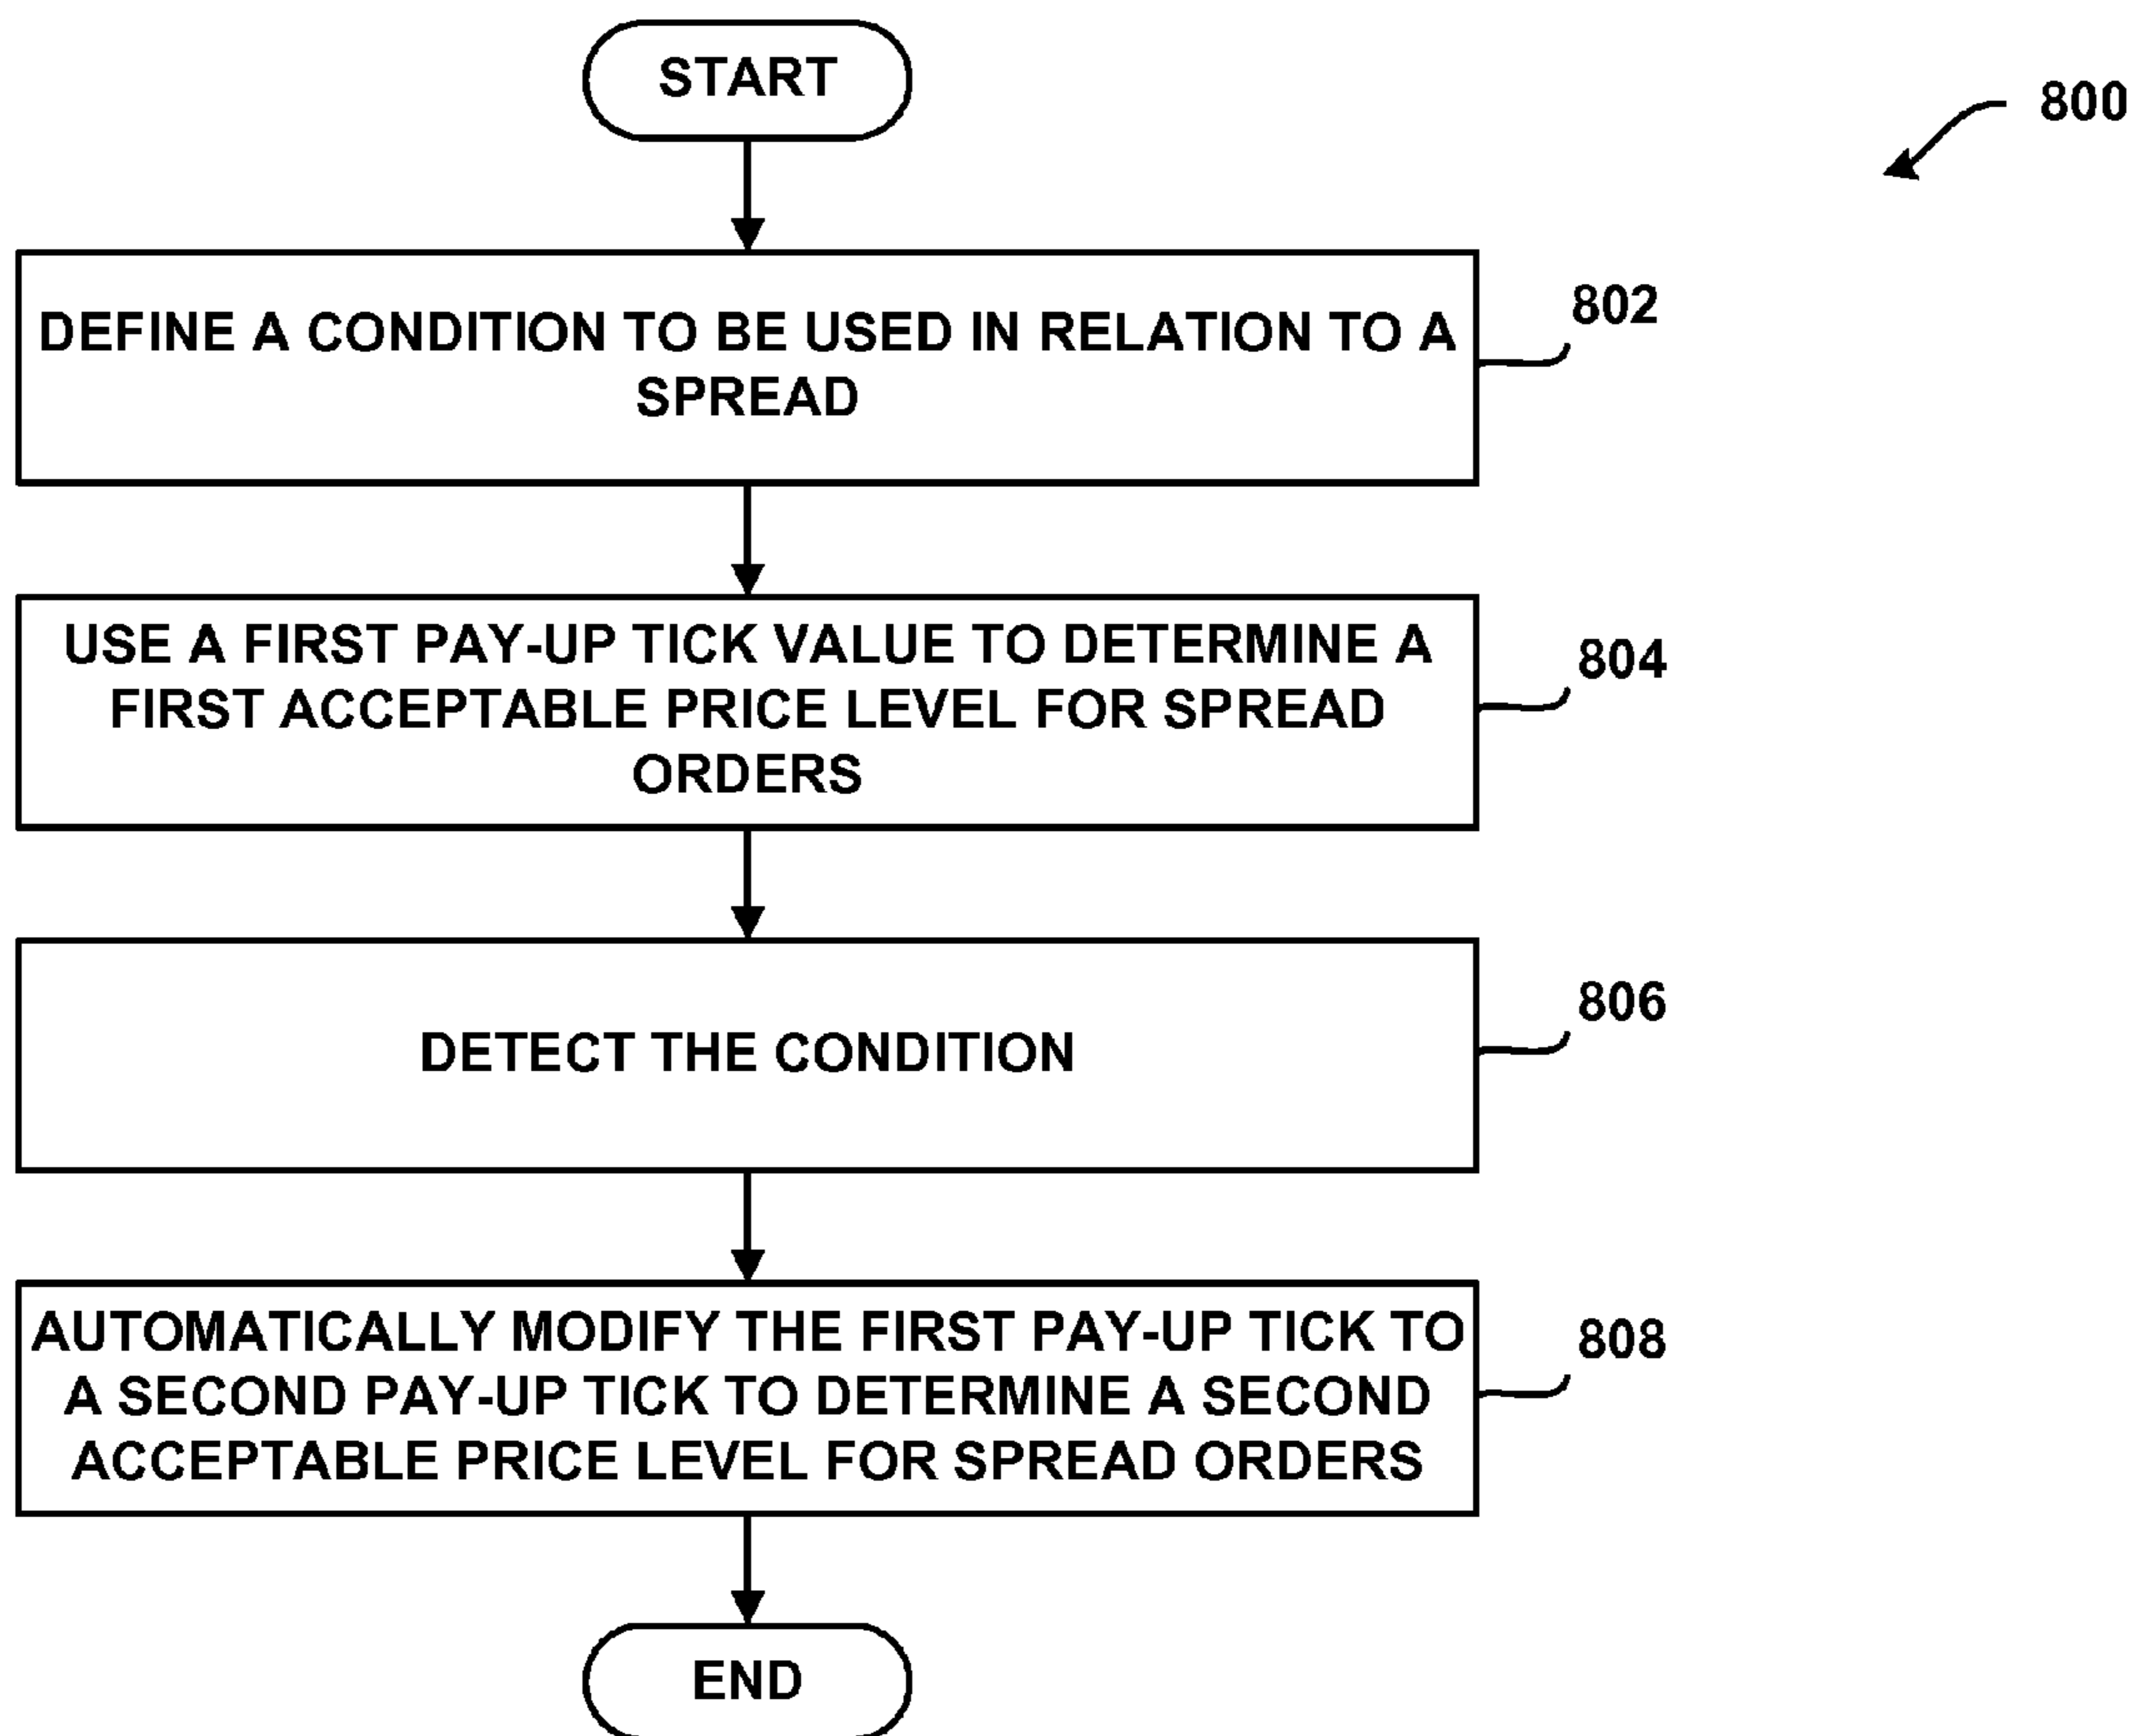 START
800
DEFINE A CONDITION TO BE USED IN RELATION TO A
SPREAD
802
USE A FIRST PAY-UP TICK VALUE TO DETERMINE A
FIRST ACCEPTABLE PRICE LEVEL FOR SPREAD
ORDERS
804
DETECT THE CONDITION
806
AUTOMATICALLY MODIFY THE FIRST PAY-UP TICK TO
A SECOND PAY-UP TICK TO DETERMINE A SECOND
ACCEPTABLE PRICE LEVEL FOR SPREAD ORDERS
808
END